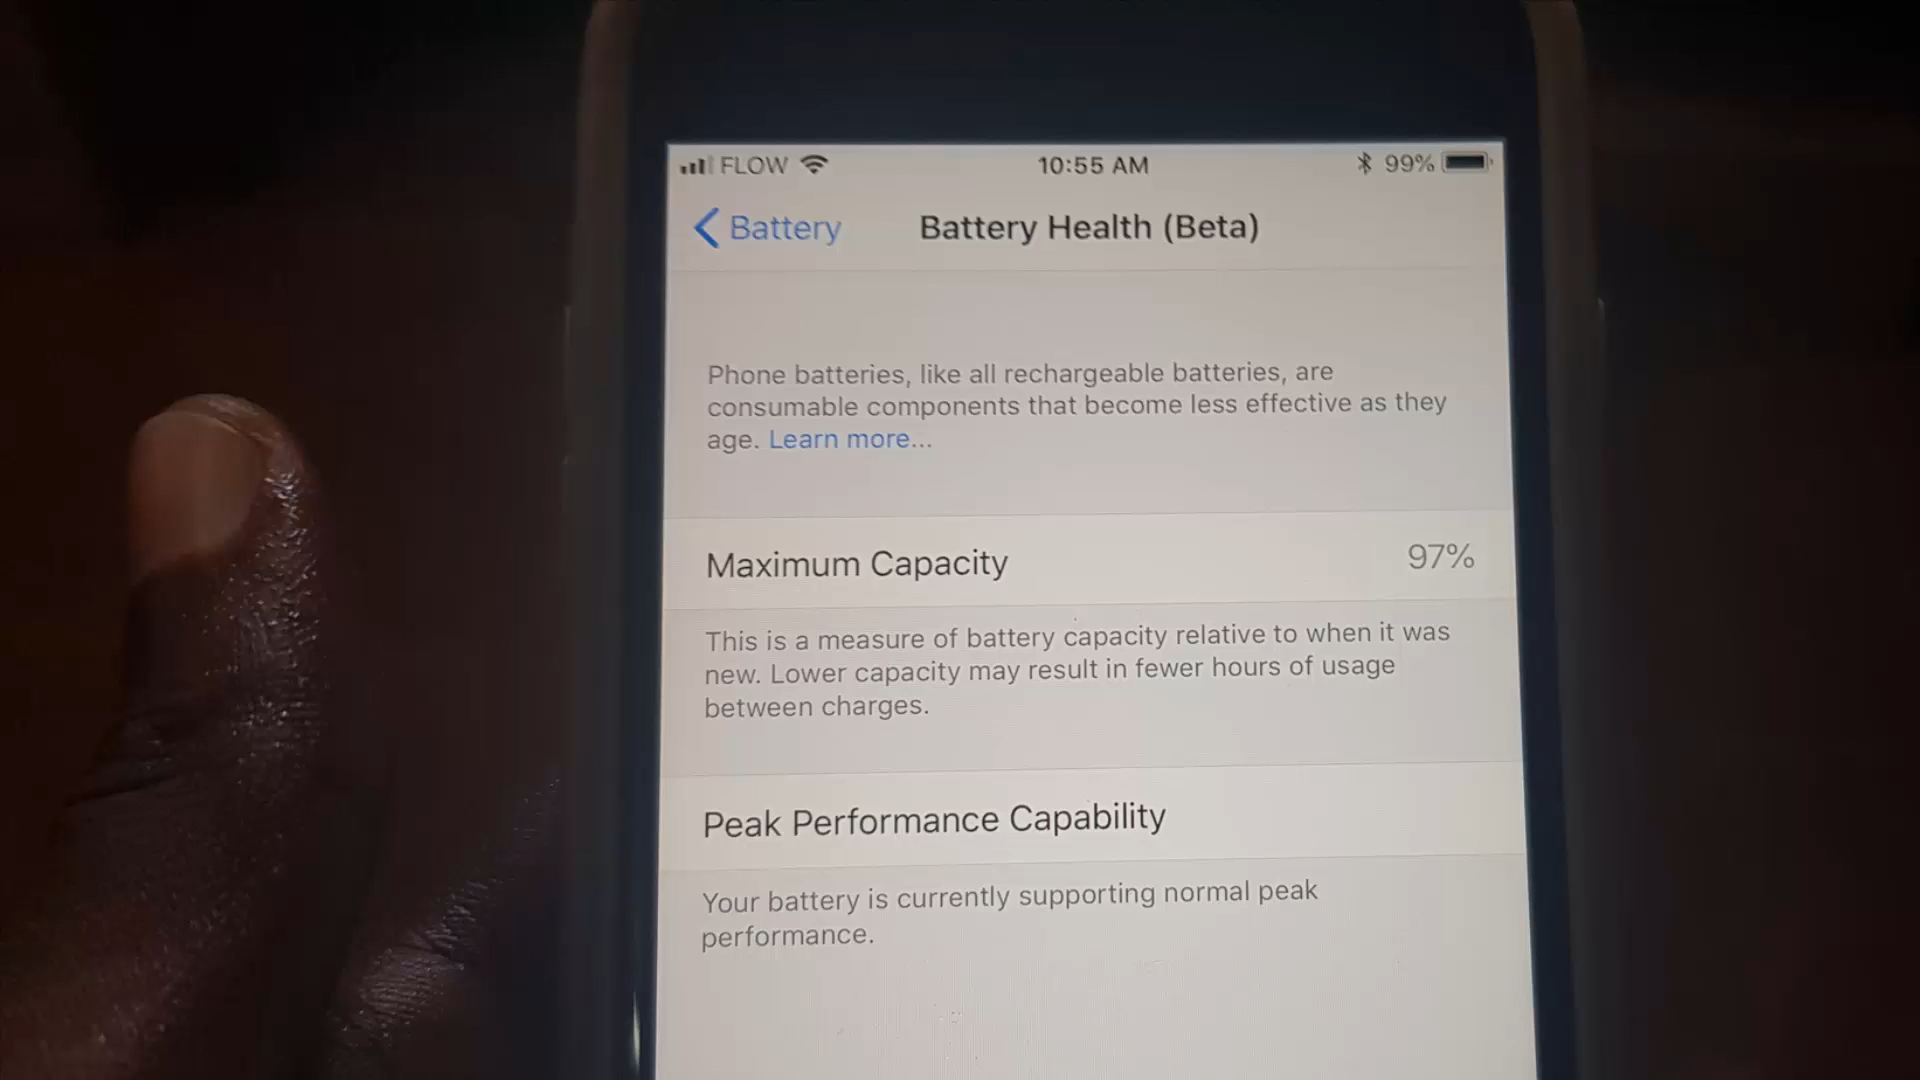 FLOW 10:55 AM 99%
Battery Battery Health (Beta)
Phone batteries, like all rechargeable batteries, are
consumable components that become less effective as they
age. Learn more...
Maximum Capacity 97%
This is a measure of battery capacity relative to when it was
new. Lower capacity may result in fewer hours of usage
between charges.
Peak Performance Capability
Your battery is currently supporting normal peak
performance.